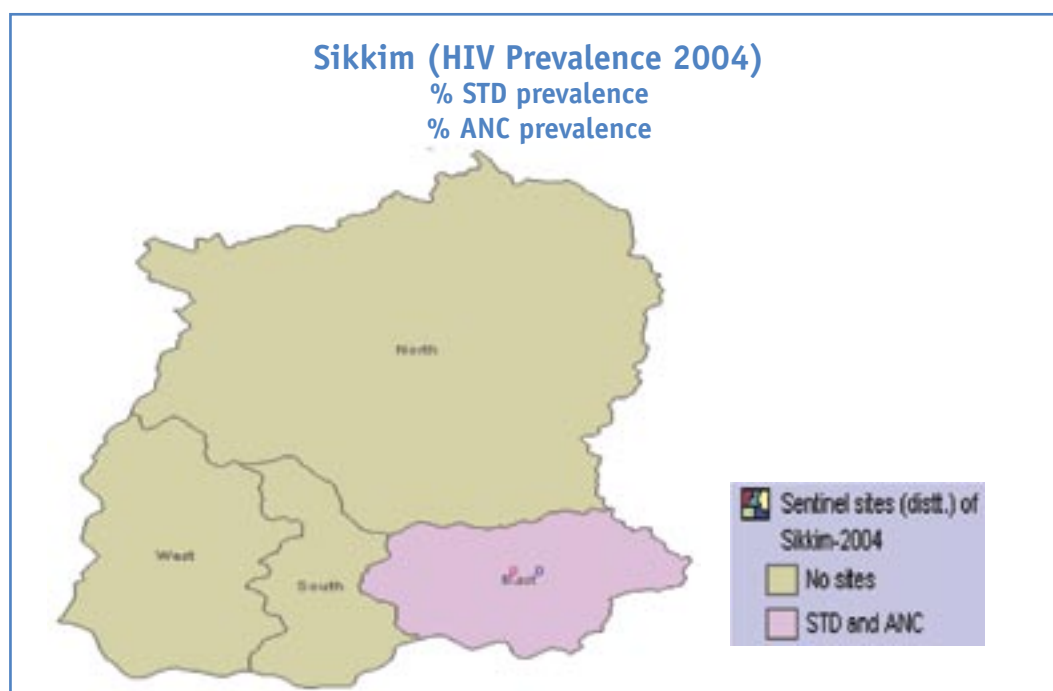 Sikkim (HIV Prevalence 2004)
% STD prevalence
% ANC prevalence
North
West
South
East
Sentinel sites (distt.) of
Sikkim-2004
No sites
STD and ANC